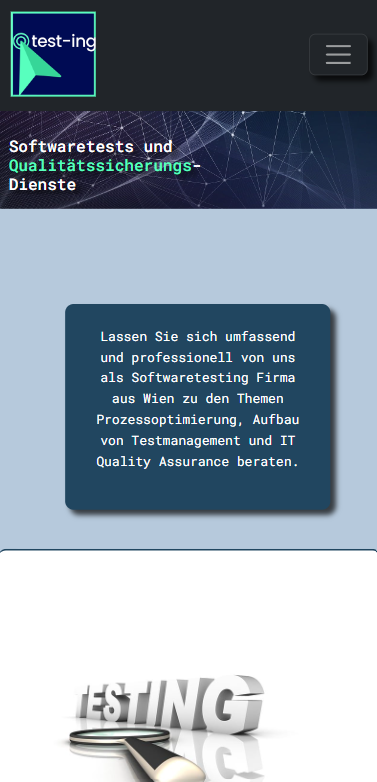 test-ing
Softwaretests und
Qualitätssicherungs-
Dienste
Lassen Sie sich umfassend
und professionell von uns
als Softwaretesting Firma
aus Wien zu den Themen
Prozessoptimierung, Aufbau
von Testmanagement und IT
Quality Assurance beraten.
TESTING